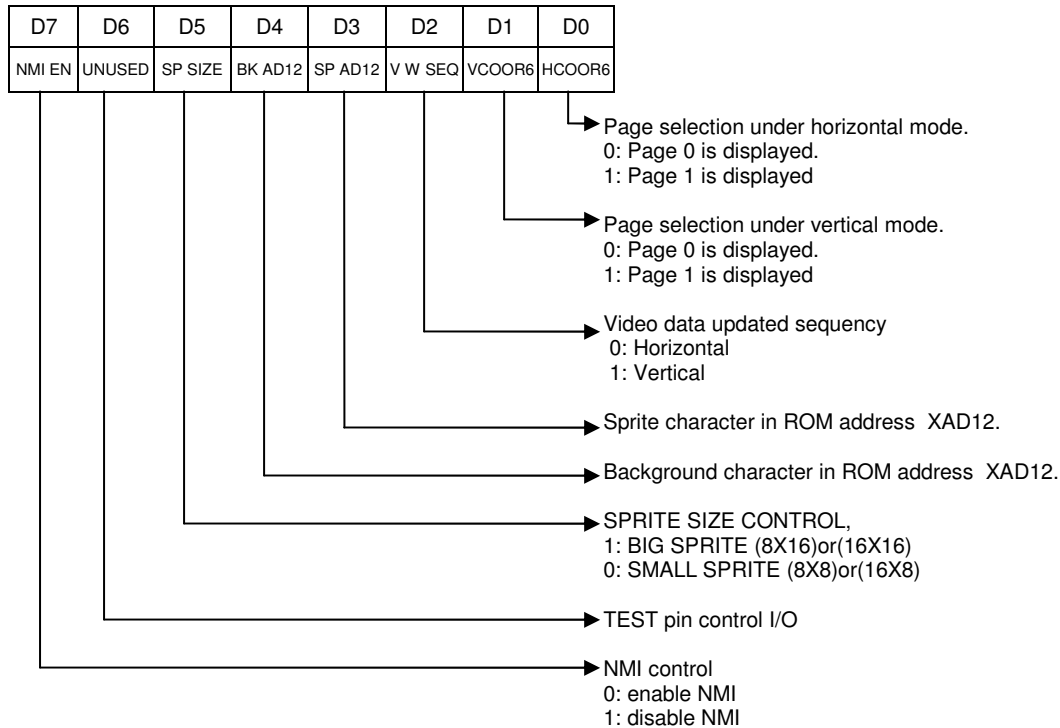 D7 D6 D5 D4 D3 D2 D1 D0
NMI EN UNUSED SP SIZE BK AD12 SP AD12 V W SEQ VCOOR6 HCOOR6
Page selection under horizontal mode.
0: Page 0 is displayed.
1: Page 1 is displayed
Page selection under vertical mode.
0: Page 0 is displayed.
1: Page 1 is displayed
Video data updated sequency
0: Horizontal
1: Vertical
Sprite character in ROM address XAD12.
Background character in ROM address XAD12.
SPRITE SIZE CONTROL,
1: BIG SPRITE (8X16)or(16X16)
0: SMALL SPRITE (8X8)or(16X8)
TEST pin control I/O
NMI control
0: enable NMI
1: disable NMI